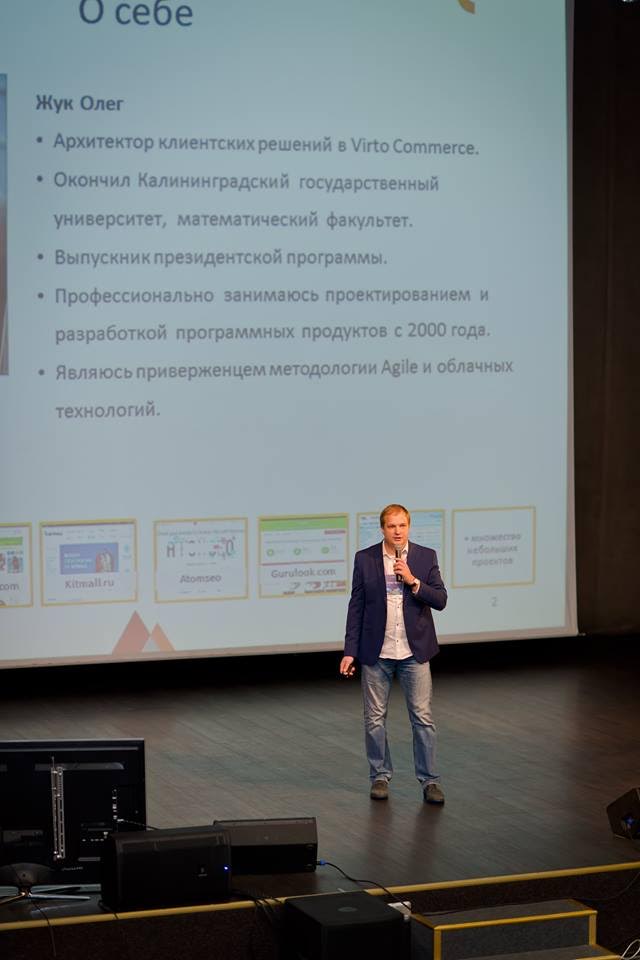 О себе
Жук Олег
• Архитектор клиентских решений в Virto Commerce.
• Окончил Калининградский государственный
университет, математический факультет.
• Выпускник президентской программы.
• Профессионально занимаюсь проектированием и
разработкой программных продуктов с 2000 года.
• Являюсь приверженцем методологии Agile и облачных
технологий.
.com
Kitmall.ru
Atomseo
Gurulook.com
+ множество
небольших
проектов
2